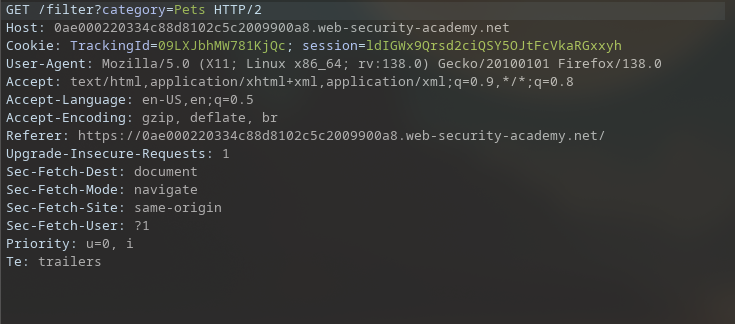 GET /filter?category=Pets HTTP/2
Host: 0ae000220334c88d8102c5c2009900a8.web-security-academy.net
Cookie: TrackingId=09LXJbhMW781KjQc; session=ldIGWx9Qrsd2ciQSY5OJtFcVkaRGxxyh
User-Agent: Mozilla/5.0 (X11; Linux x86_64; rv:138.0) Gecko/20100101 Firefox/138.0
Accept: text/html,application/xhtml+xml,application/xml;q=0.9,*/*;q=0.8
Accept-Language: en-US,en;q=0.5
Accept-Encoding: gzip, deflate, br
Referer: https://0ae000220334c88d8102c5c2009900a8.web-security-academy.net/
Upgrade-Insecure-Requests: 1
Sec-Fetch-Dest: document
Sec-Fetch-Mode: navigate
Sec-Fetch-Site: same-origin
Sec-Fetch-User: ?1
Priority: u=0, i
Te: trailers